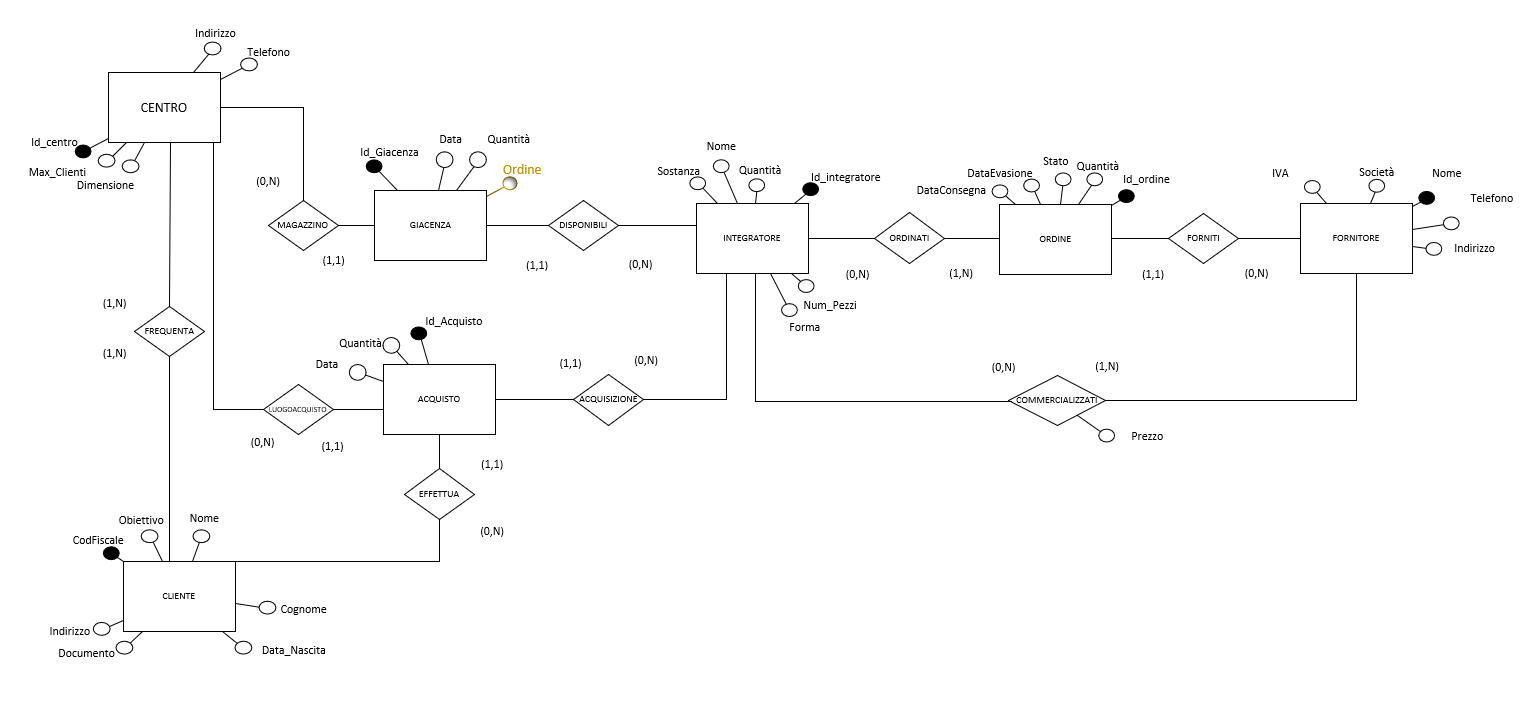 Indirizzo
Telefono
CENTRO
Id_centro
Max_Clienti
Dimensione
(0,N)
MAGAZZINO
(1,1)
Id_Giacenza
Data
Quantità
Ordine
GIACENZA
(1,1)
DISPONIBILI
(0,N)
Sostanza
Nome
Quantità
Id_integratore
INTEGRATORE
Num_Pezzi
Forma
(0,N)
ORDINATI
(1,N)
DataConsegna
DataEvasione
Stato
Quantità
Id_ordine
ORDINE
(1,1)
FORNITI
(0,N)
IVA
Società
Nome
Telefono
Indirizzo
FORNITORE
(1,N)
FREQUENTA
(1,N)
Data
Quantità
Id_Acquisto
ACQUISTO
LUOGOACQUISTO
(0,N)
(1,1)
(1,1)
ACQUISIZIONE
(0,N)
(0,N)
COMMERCIALIZZATI
(1,N)
Prezzo
(1,1)
EFFETTUA
(0,N)
CodFiscale
Obiettivo
Nome
CLIENTE
Cognome
Indirizzo
Documento
Data_Nascita